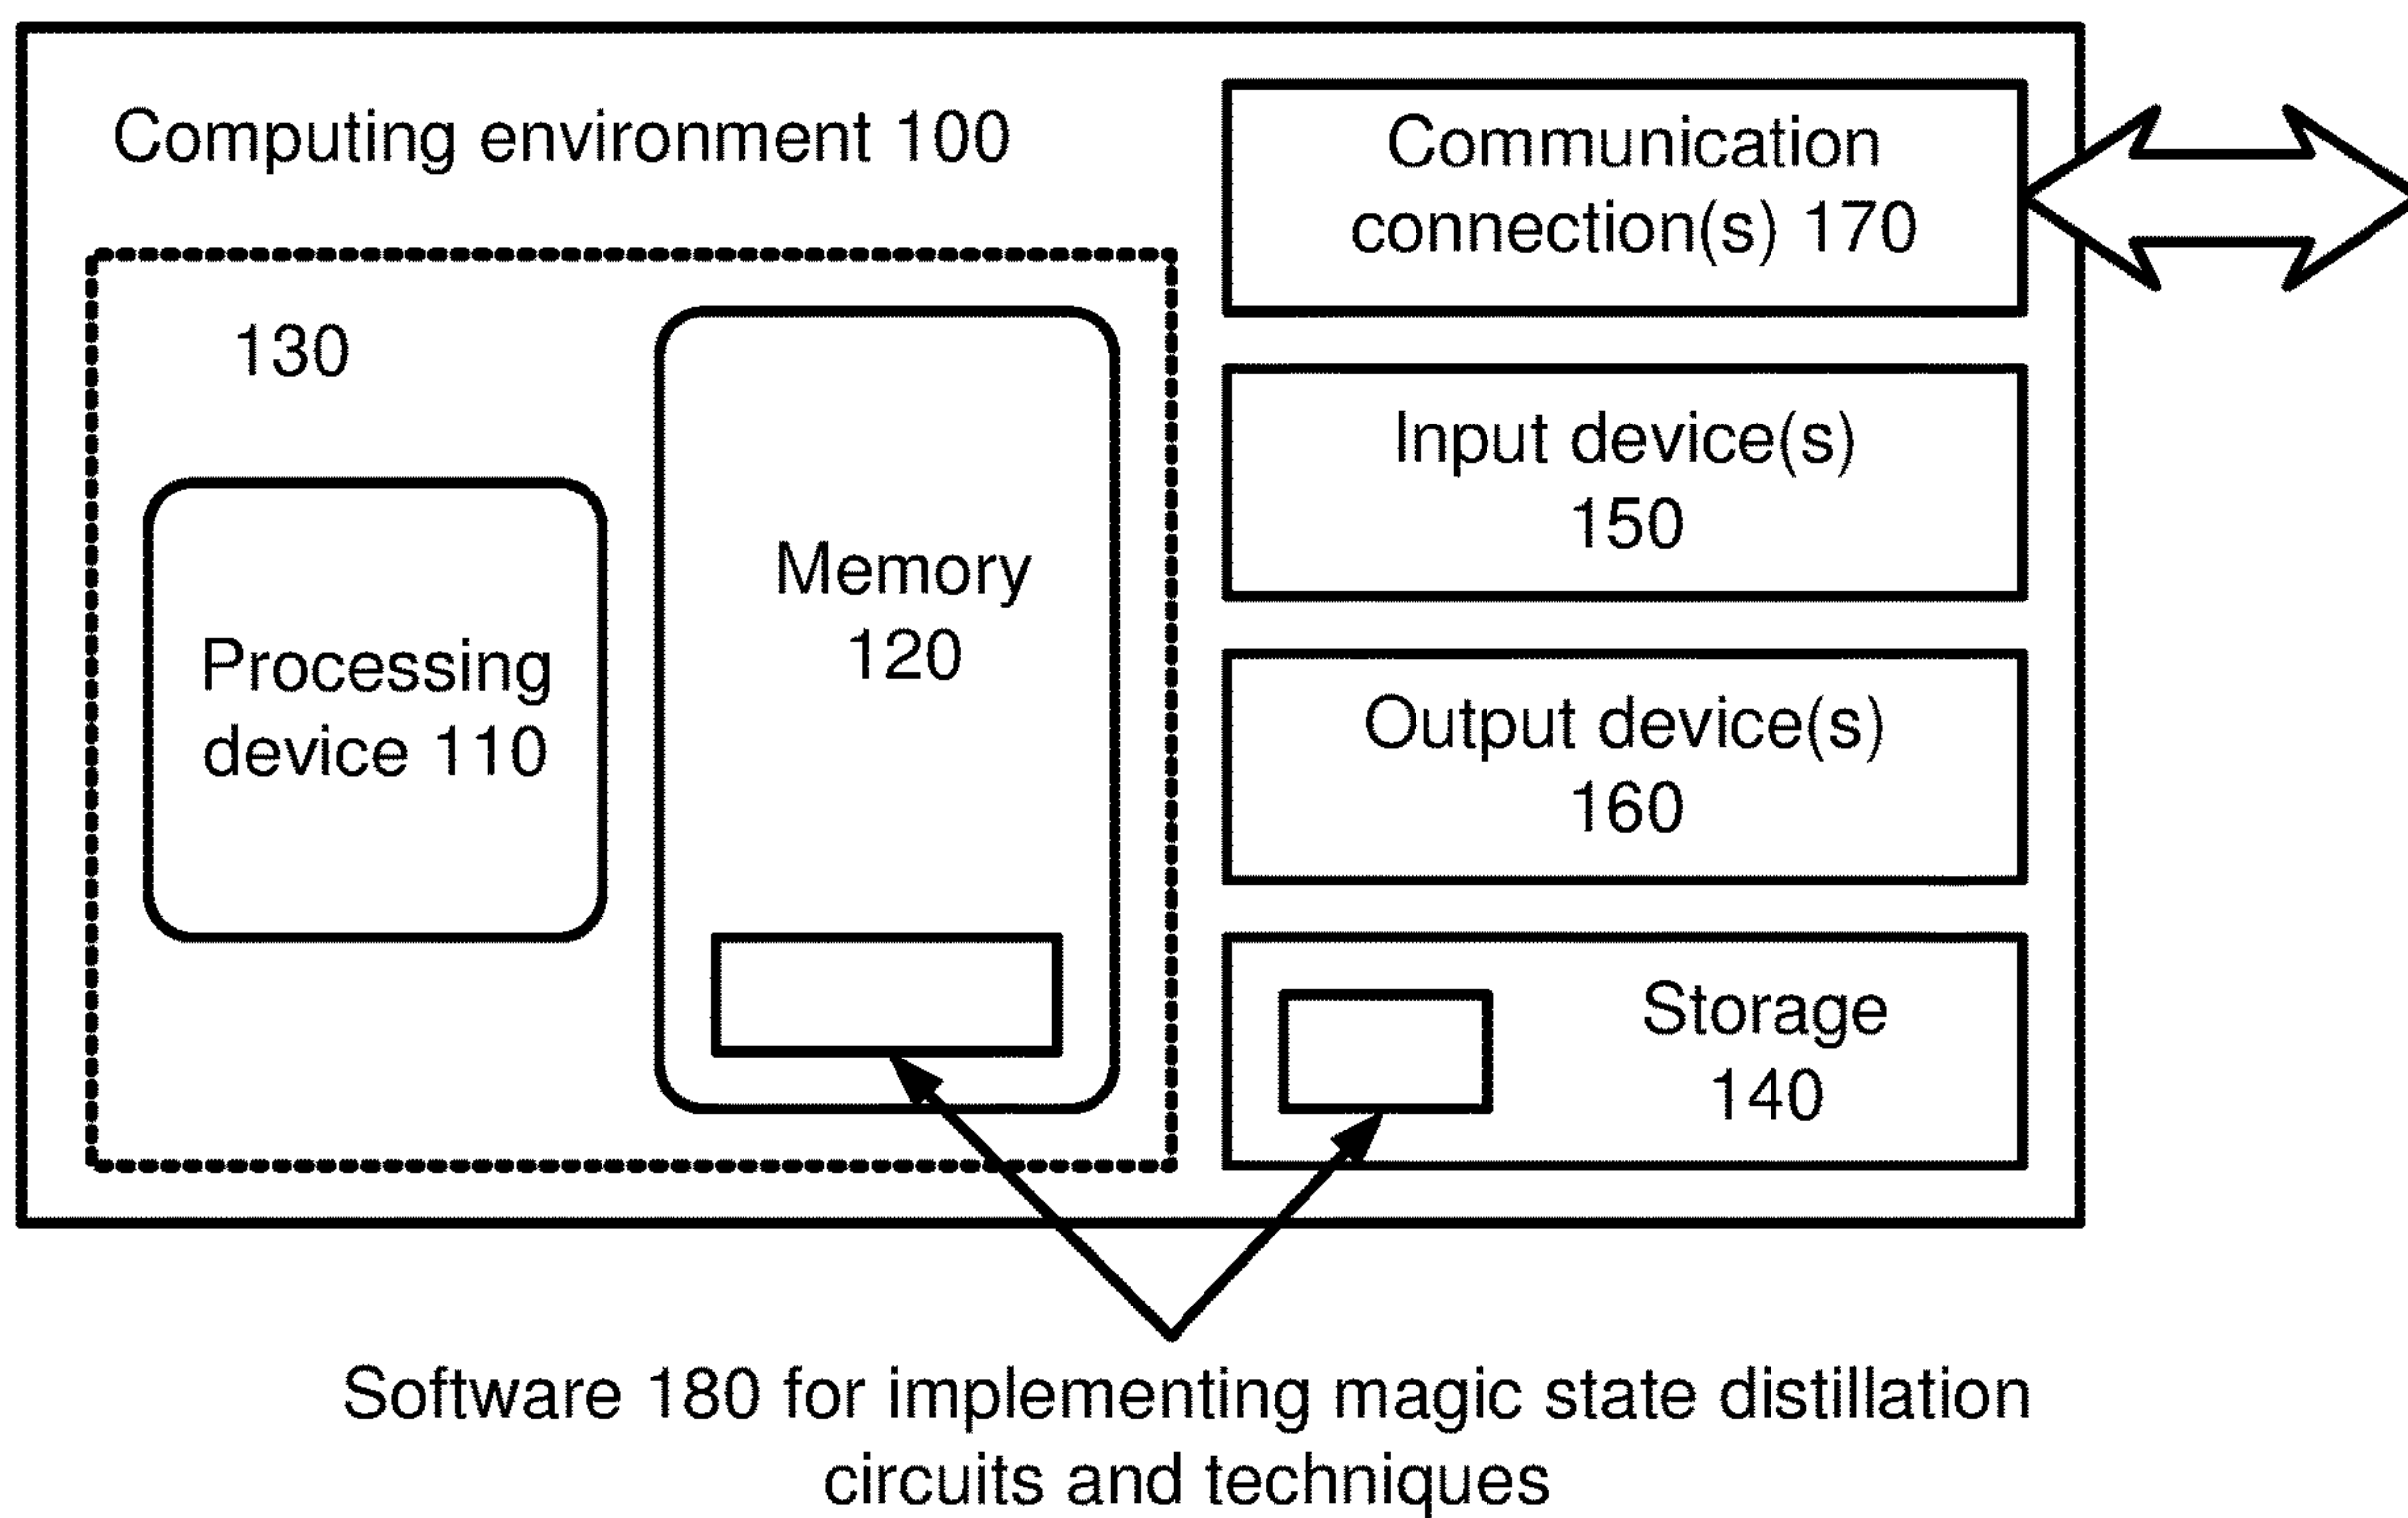 Computing environment 100
130
Processing
device 110
Memory
120
Communication
connection(s) 170
Input device(s)
150
Output device(s)
160
Storage
140
Software 180 for implementing magic state distillation
circuits and techniques